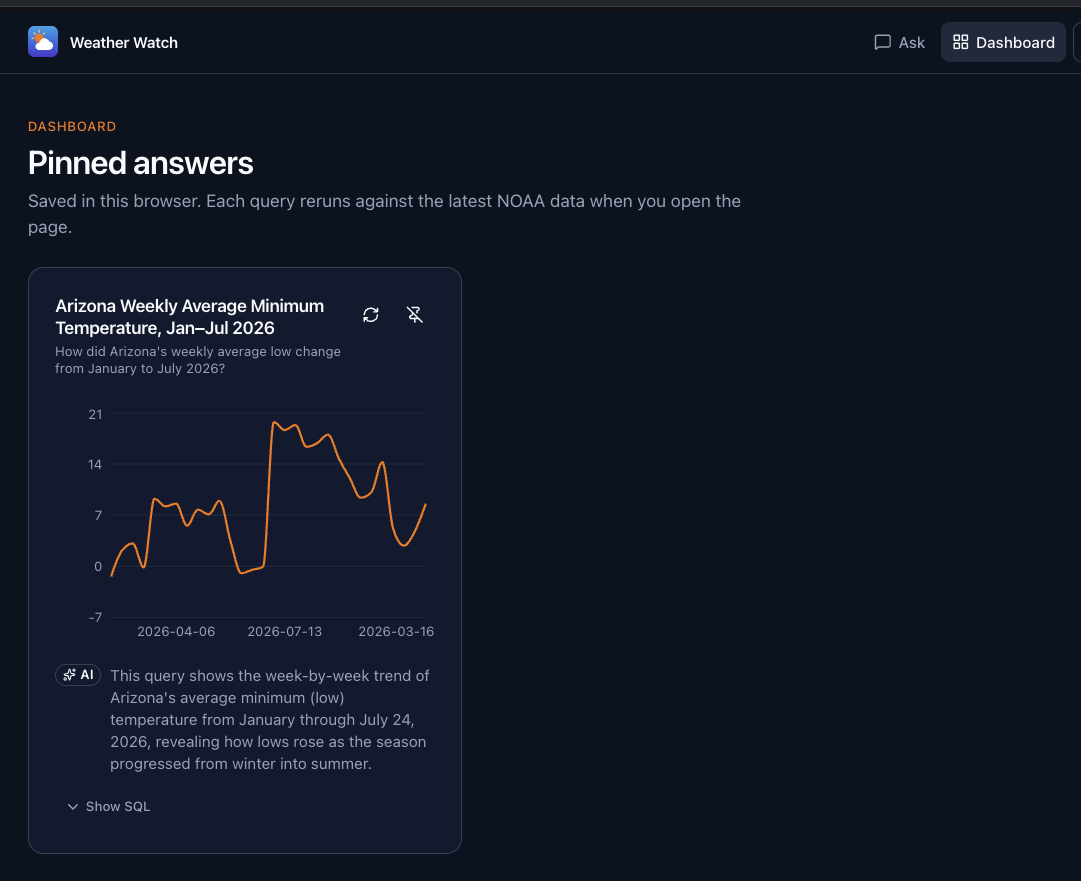 Weather Watch
Ask
Dashboard
DASHBOARD
Pinned answers
Saved in this browser. Each query reruns against the latest NOAA data when you open the
page.
Arizona Weekly Average Minimum
Temperature, Jan–Jul 2026
How did Arizona's weekly average low change
from January to July 2026?
21
14
7
0
-7
2026-04-06 2026-07-13 2026-03-16
AI
This query shows the week-by-week trend of
Arizona's average minimum (low)
temperature from January through July 24,
2026, revealing how lows rose as the season
progressed from winter into summer.
Show SQL